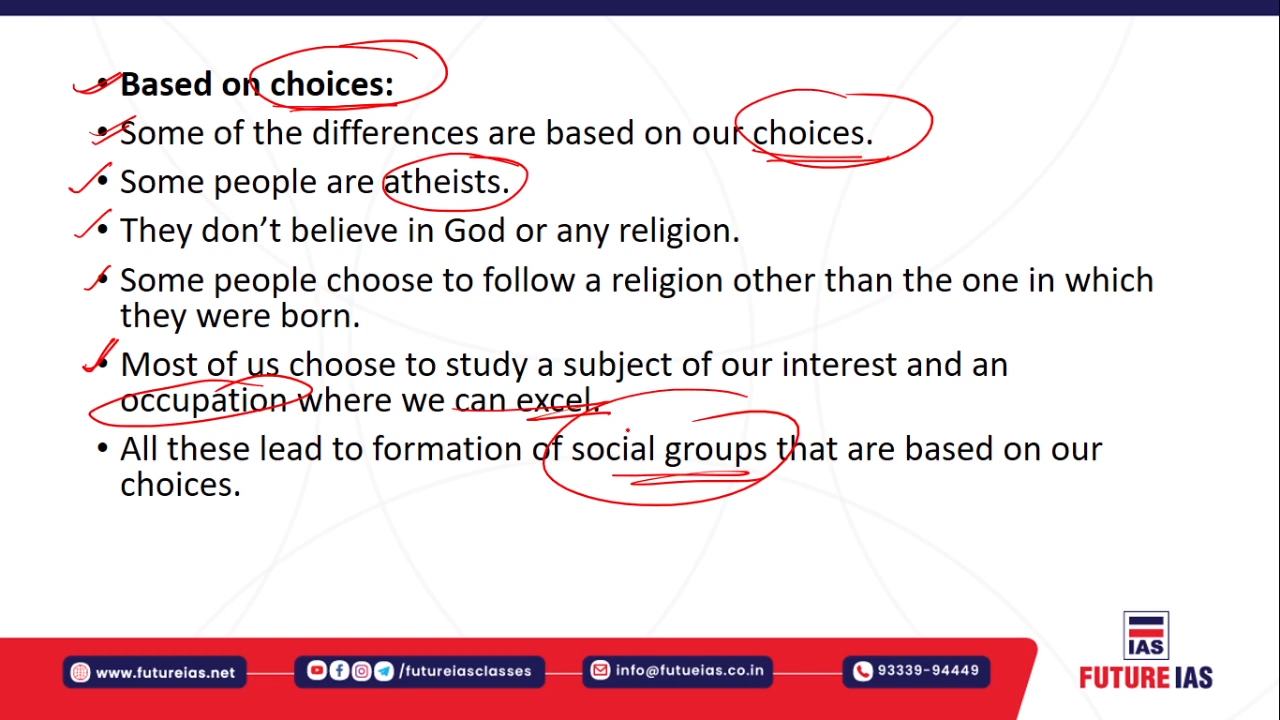 • Based on choices:
• Some of the differences are based on our choices.
• Some people are atheists.
• They don’t believe in God or any religion.
• Some people choose to follow a religion other than the one in which
they were born.
• Most of us choose to study a subject of our interest and an
occupation where we can excel.
• All these lead to formation of social groups that are based on our
choices.
IAS
FUTURE IAS
www.futureias.net
/futureiasclasses
info@futueias.co.in
93339-94449